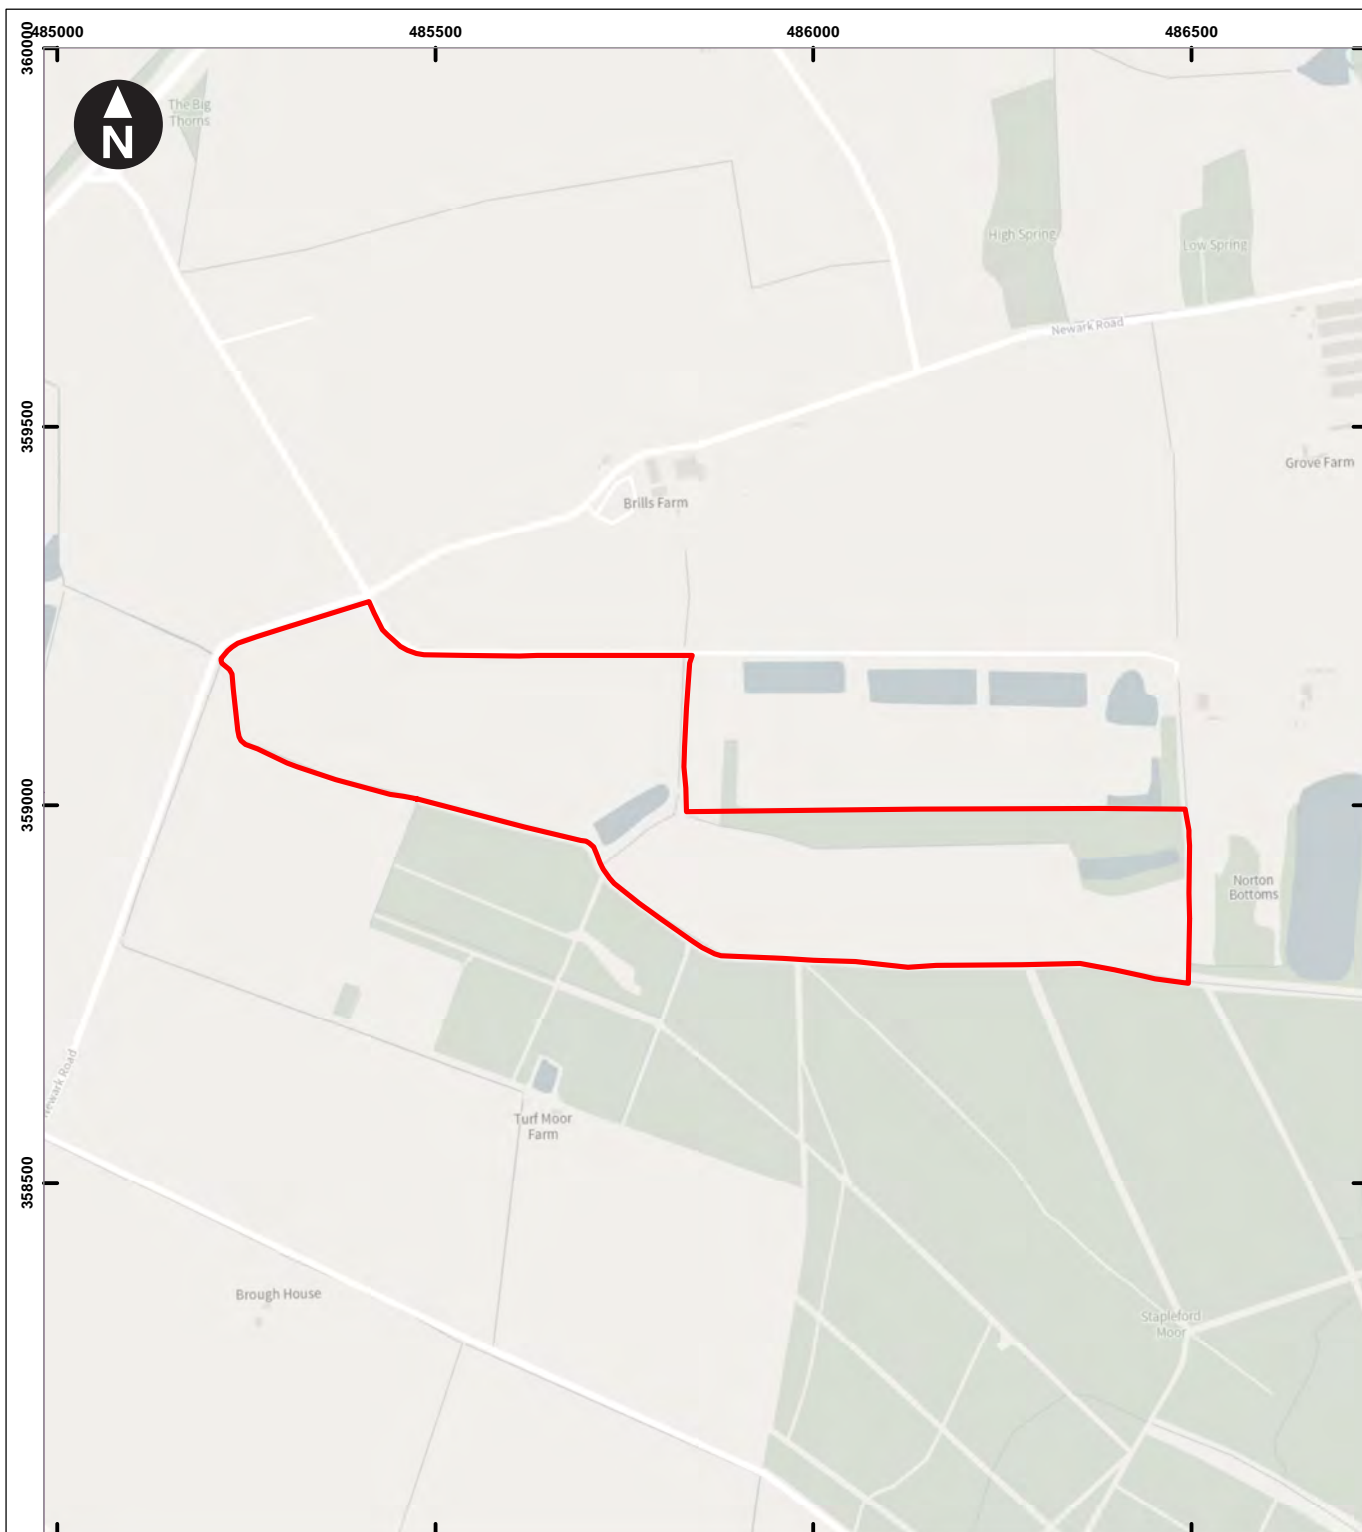 485000
485500
486000
486500
360000
359500
359000
358500
N
The Big
Thorns
High Spring
Low Spring
Newark Road
Grove Farm
Brills Farm
Norton
Bottoms
Newark Road
Turf Moor
Farm
Brough House
Stapleford
Moor